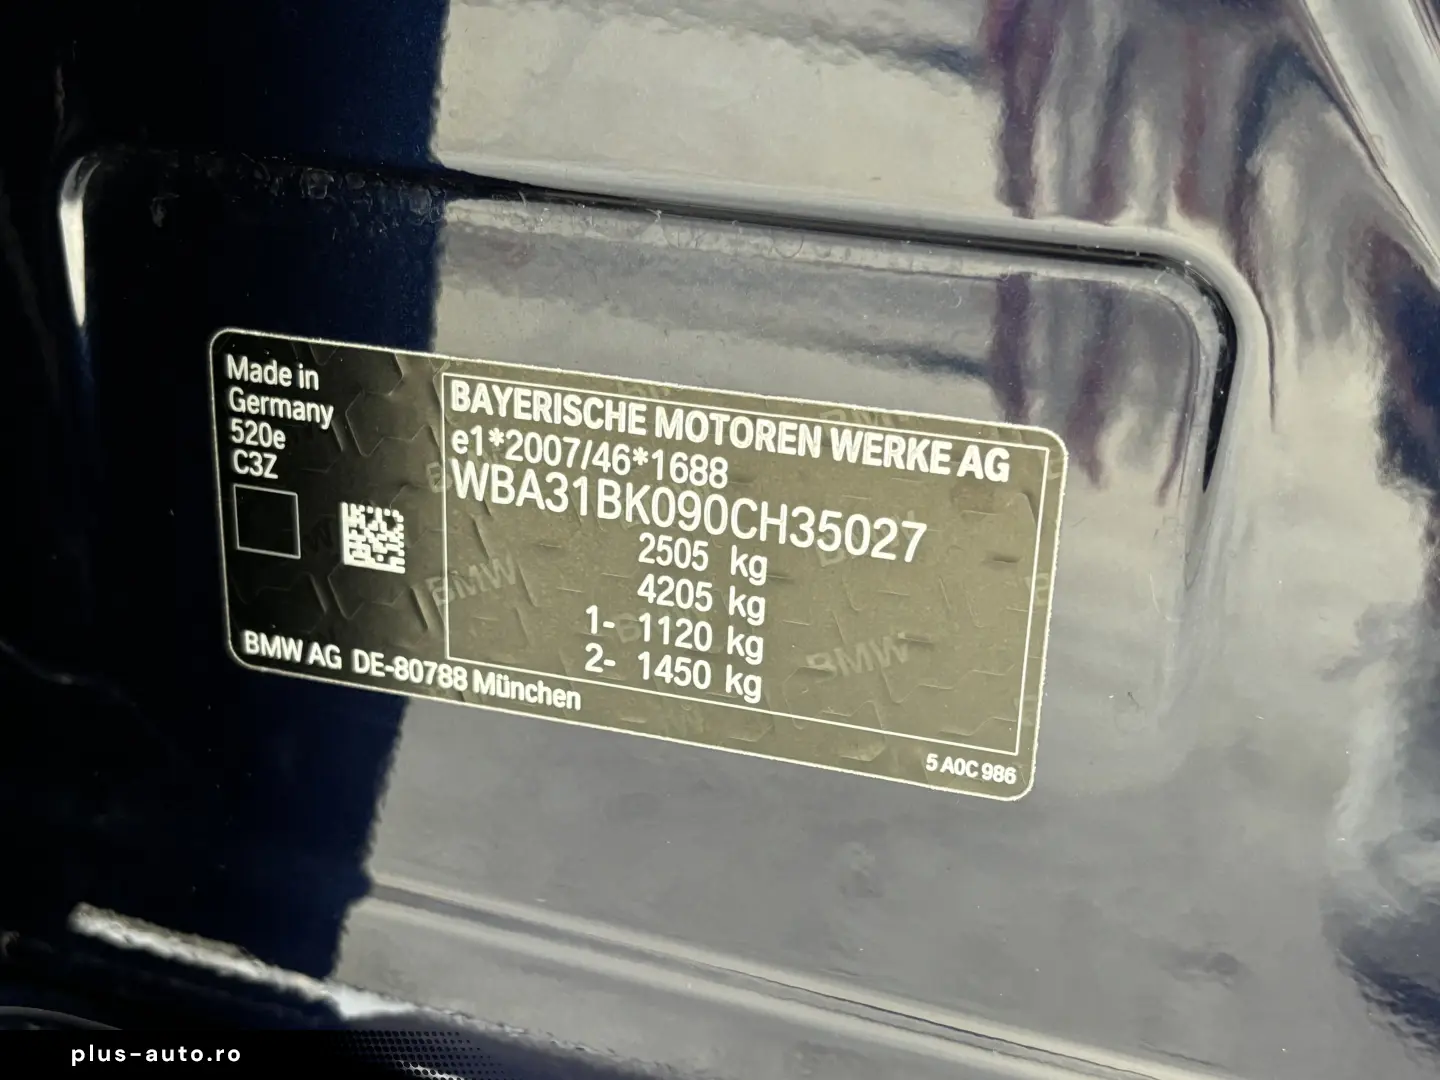 Made in
Germany
520e
C3Z
BAYERISCHE MOTOREN WERKE AG
e1*2007/46*1688
WBA31BK090CH35027
2505 kg
4205 kg
1- 1120 kg
2- 1450 kg
BMW AG DE-80788 München
5 A0C 986
plus-auto.ro